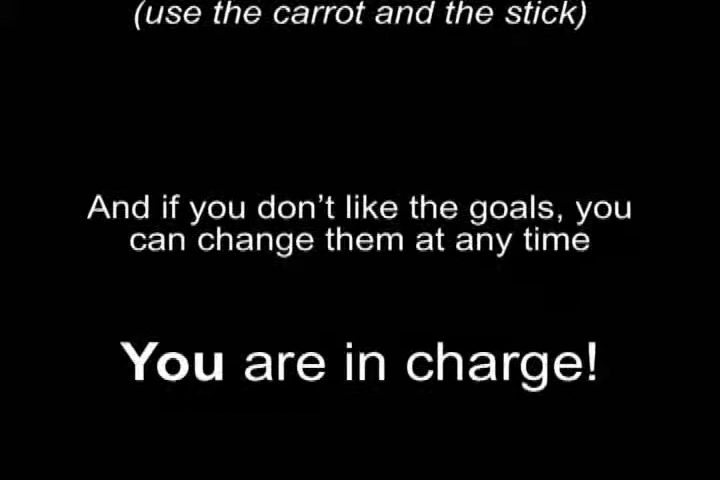 (use the carrot and the stick)
And if you don't like the goals, you
can change them at any time
You are in charge!